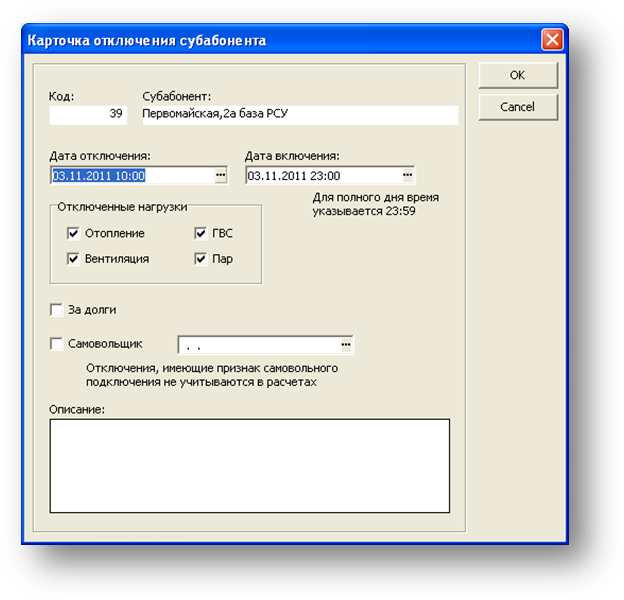 Карточка отключения субабонента
OK
Cancel
Код:
Субабонент:
39
Первомайская,2а база РСУ
Дата отключения:
Дата включения:
03.11.2011 10:00
...
03.11.2011 23:00
...
Для полного дня время
указывается 23:59
Отключенные нагрузки
Отопление
ГВС
Вентиляция
Пар
За долги
Самовольщик
. .
...
Отключения, имеющие признак самовольного
подключения не учитываются в расчетах
Описание: